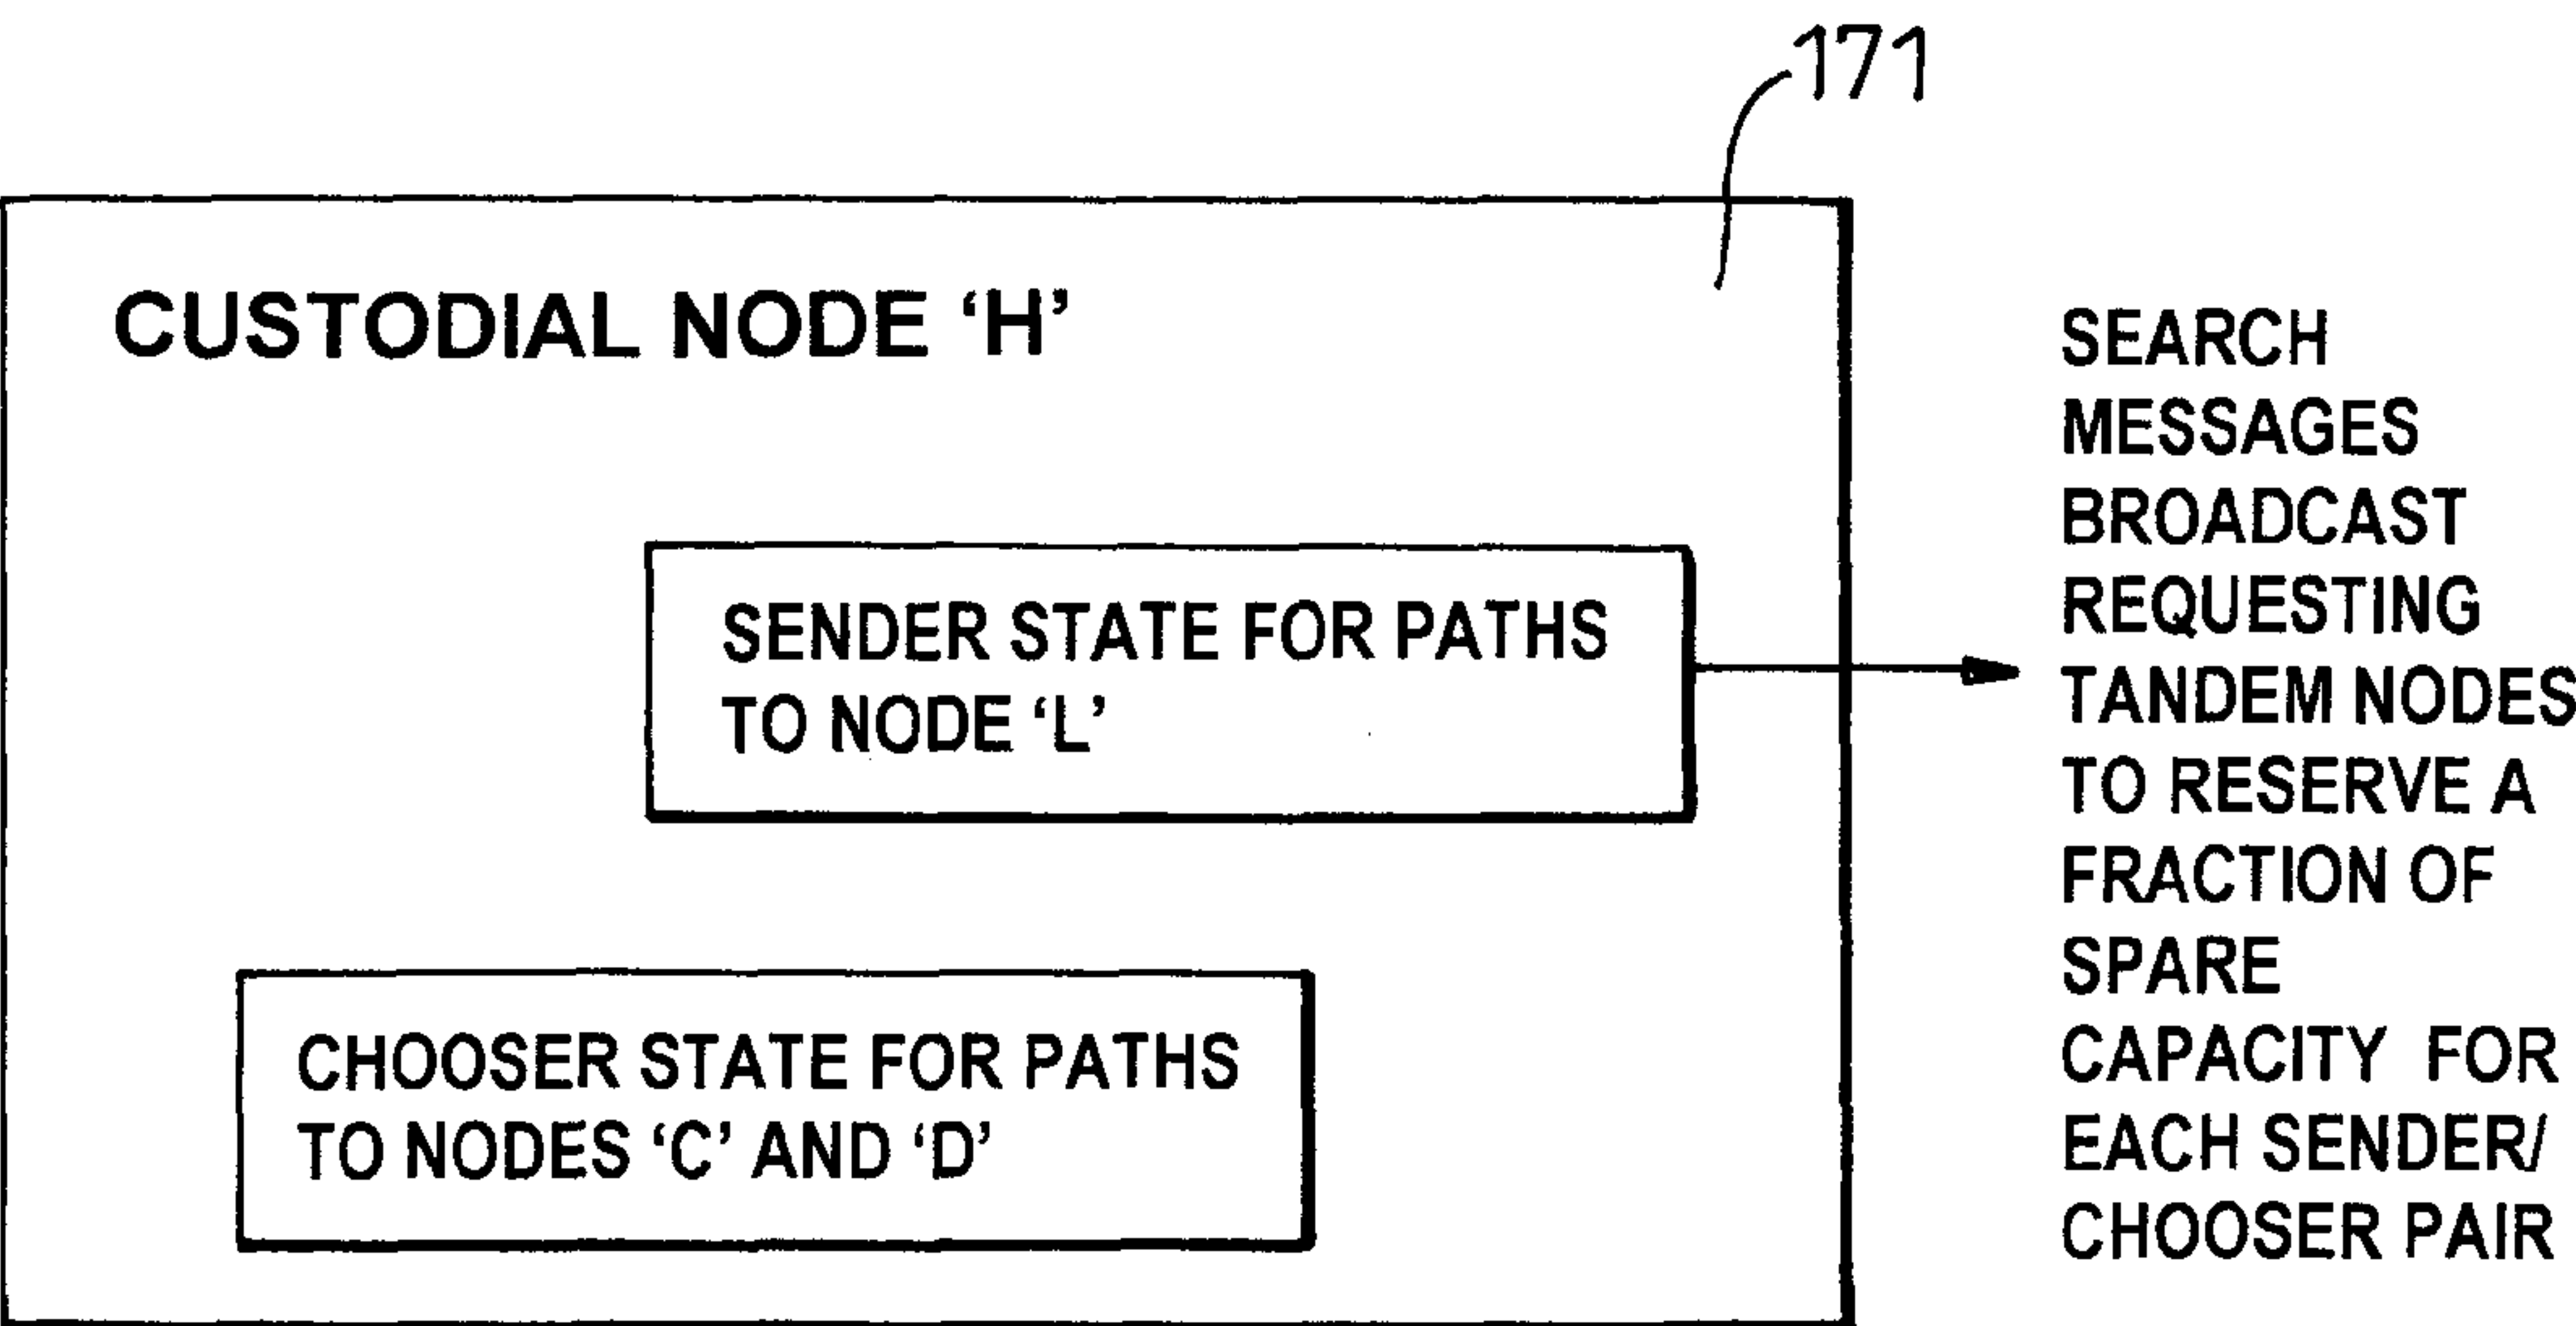 171
CUSTODIAL NODE ‘H’
SENDER STATE FOR PATHS
TO NODE ‘L’
CHOOSER STATE FOR PATHS
TO NODES ‘C’ AND ‘D’
SEARCH
MESSAGES
BROADCAST
REQUESTING
TANDEM NODES
TO RESERVE A
FRACTION OF
SPARE
CAPACITY FOR
EACH SENDER/
CHOOSER PAIR